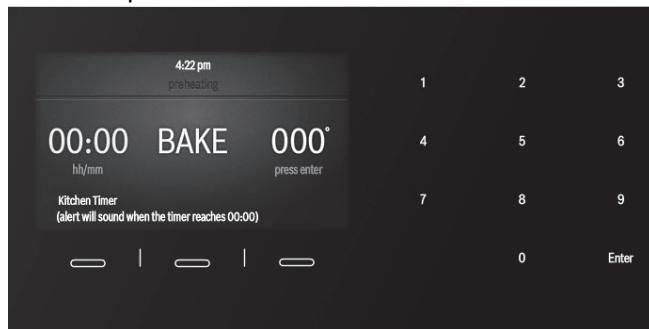 4:22 pm
preheating
00:00 BAKE 000°
hh/mm press enter
Kitchen Timer
(alert will sound when the timer reaches 00:00)
1 2 3
4 5 6
7 8 9
0 Enter